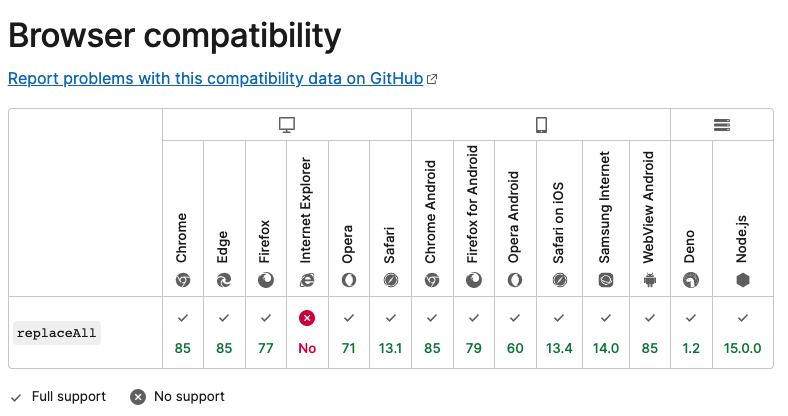 Browser compatibility
Report problems with this compatibility data on GitHub
Chrome
Edge
Firefox
Internet Explorer
Opera
Safari
Chrome Android
Firefox for Android
Opera Android
Safari on iOS
Samsung Internet
WebView Android
Deno
Node.js
replaceAll
85 85 77 No 71 13.1 85 79 60 13.4 14.0 85 1.2 15.0.0
Full support No support